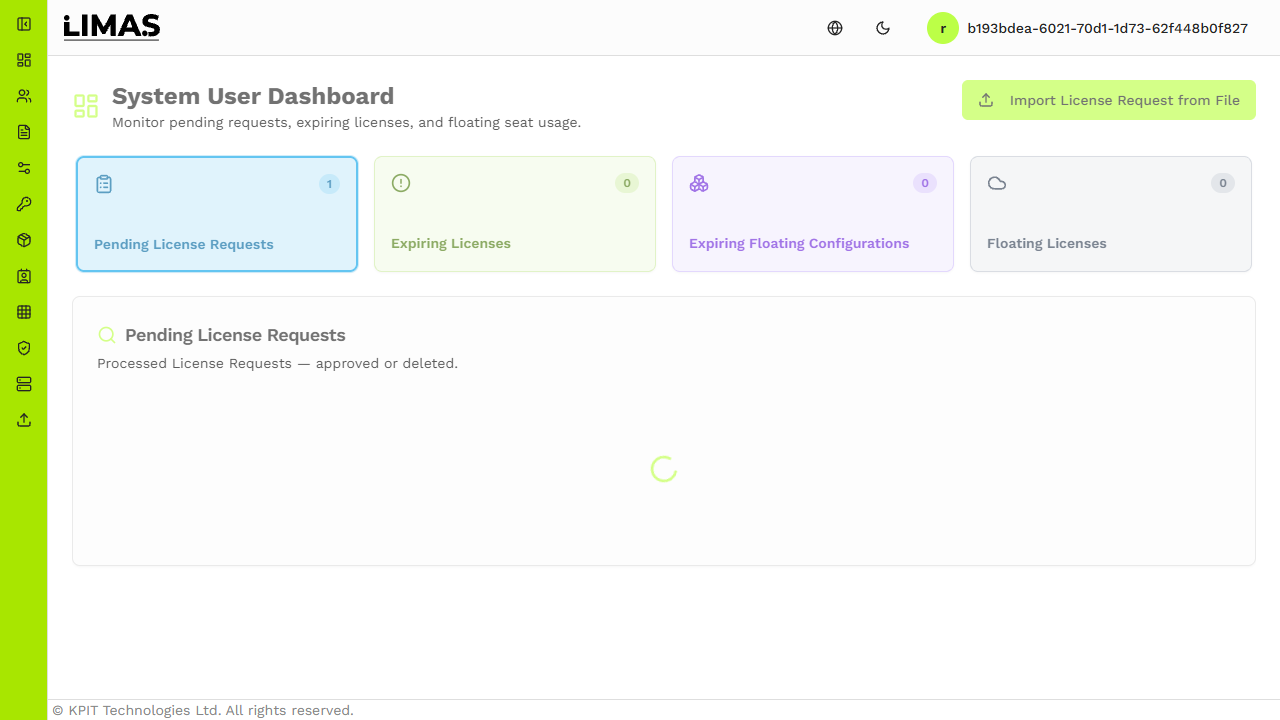 LIMAS
r b193bdea-6021-70d1-1d73-62f448b0f827
System User Dashboard
Monitor pending requests, expiring licenses, and floating seat usage.
Import License Request from File
1
Pending License Requests
0
Expiring Licenses
0
Expiring Floating Configurations
0
Floating Licenses
Pending License Requests
Processed License Requests — approved or deleted.
© KPIT Technologies Ltd. All rights reserved.